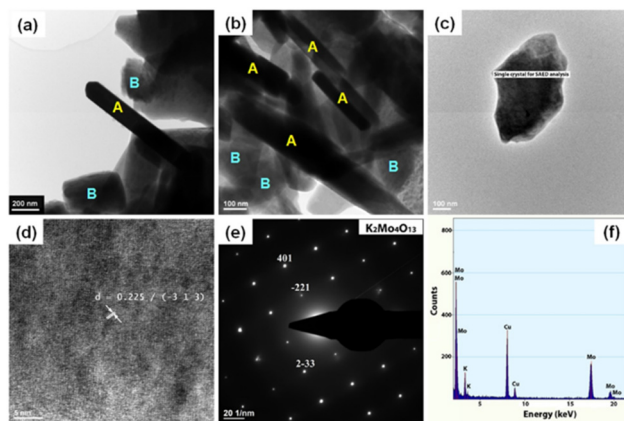 (a)
B
A
B
200 nm
(b)
A
A
A
A
B
B
B
100 nm
(c)
Single crystal for SAED analysis
100 nm
(d)
d = 0.225 / (-3 1 3)
5 nm
(e)
K₂Mo₄O₁₃
401
-221
2-33
20 1/nm
(f)
Counts
800
600
400
200
Mo
Mo
Mo
K
K
Cu
Cu
Mo
Mo
Mo
5
10
15
20
Energy (keV)